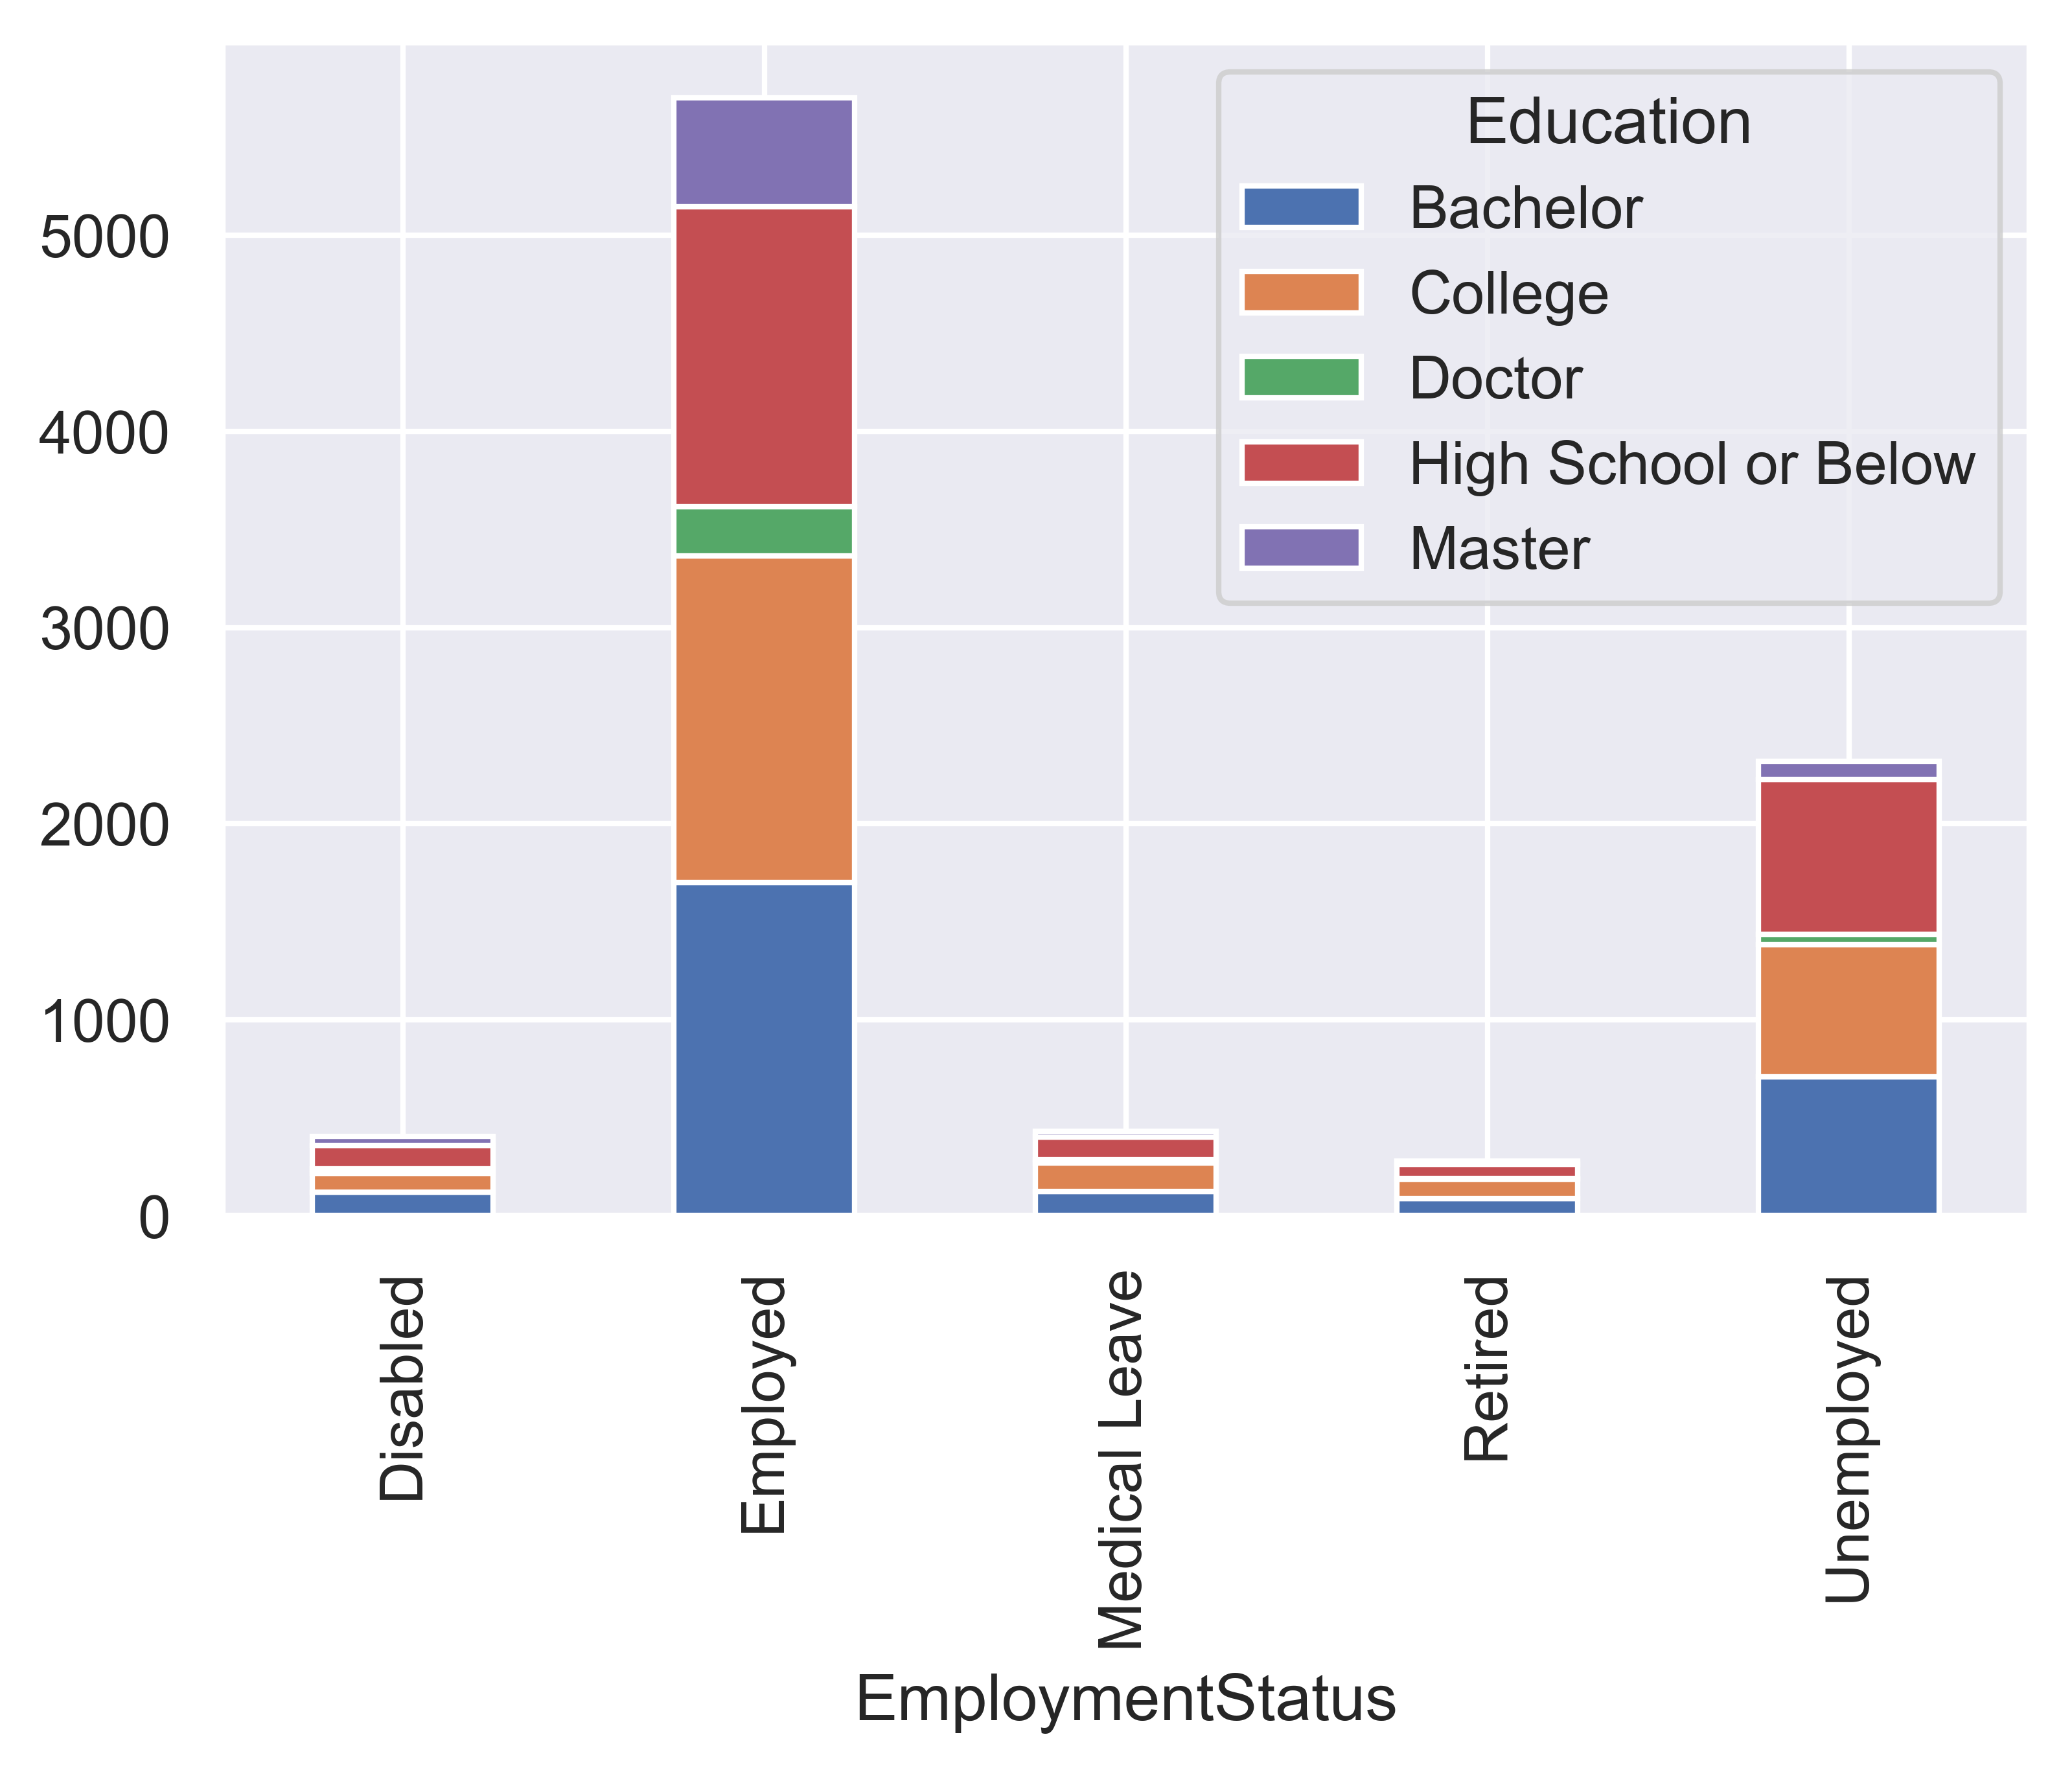 Education
Bachelor
College
Doctor
High School or Below
Master
5000
4000
3000
2000
1000
0
Disabled
Employed
Medical Leave
Retired
Unemployed
EmploymentStatus